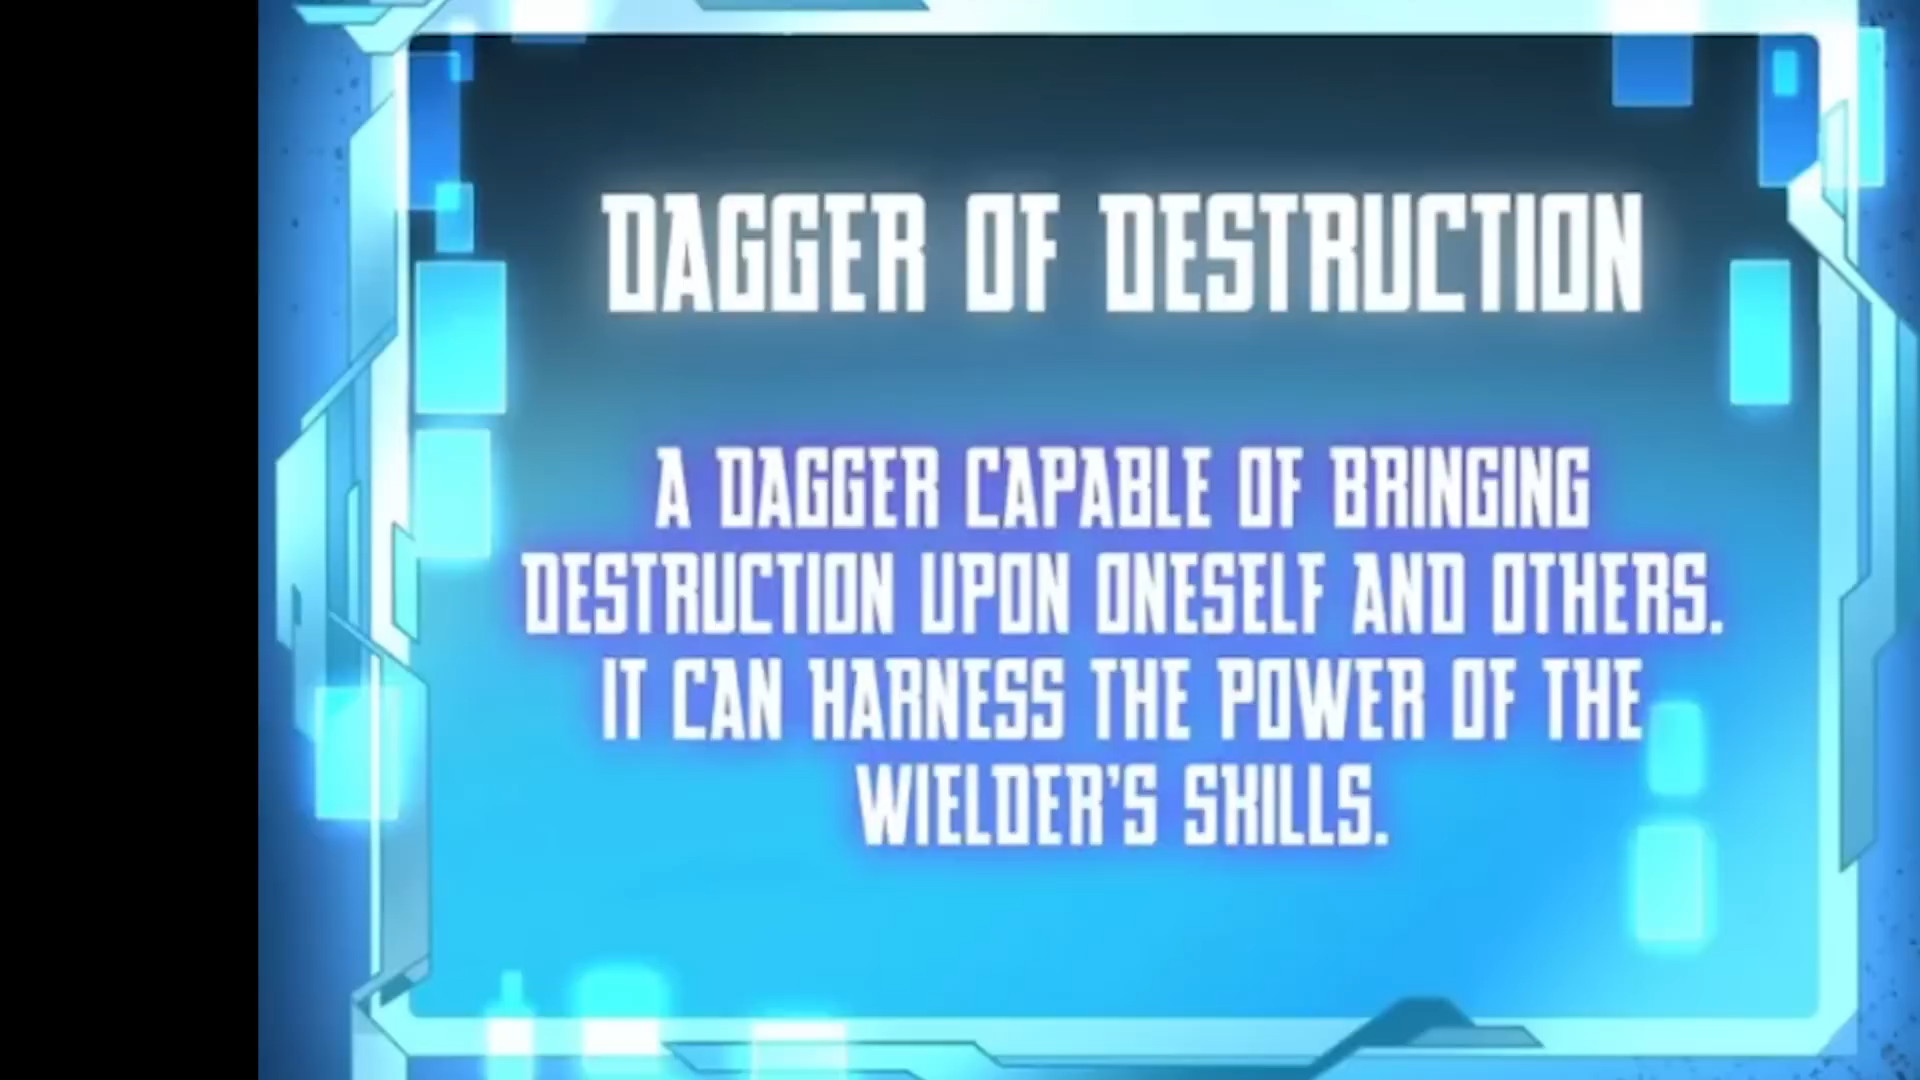 DAGGER OF DESTRUCTION
A DAGGER CAPABLE OF BRINGING
DESTRUCTION UPON ONESELF AND OTHERS.
IT CAN HARNESS THE POWER OF THE
WIELDER'S SKILLS.